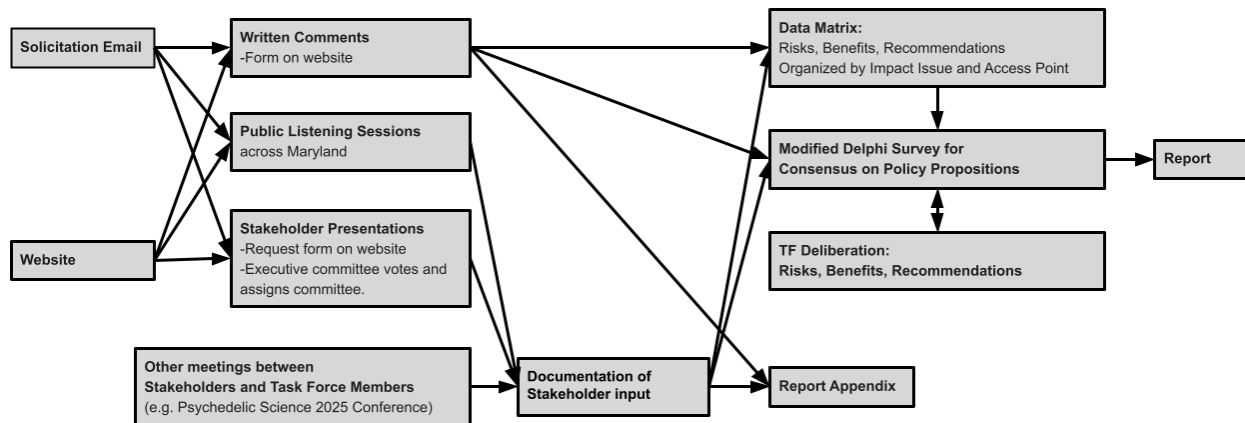 Solicitation Email
Website
Written Comments
-Form on website
Public Listening Sessions
across Maryland
Stakeholder Presentations
-Request form on website
-Executive committee votes and
assigns committee.
Other meetings between
Stakeholders and Task Force Members
(e.g. Psychedelic Science 2025 Conference)
Documentation of
Stakeholder input
Data Matrix:
Risks, Benefits, Recommendations
Organized by Impact Issue and Access Point
Modified Delphi Survey for
Consensus on Policy Propositions
TF Deliberation:
Risks, Benefits, Recommendations
Report Appendix
Report